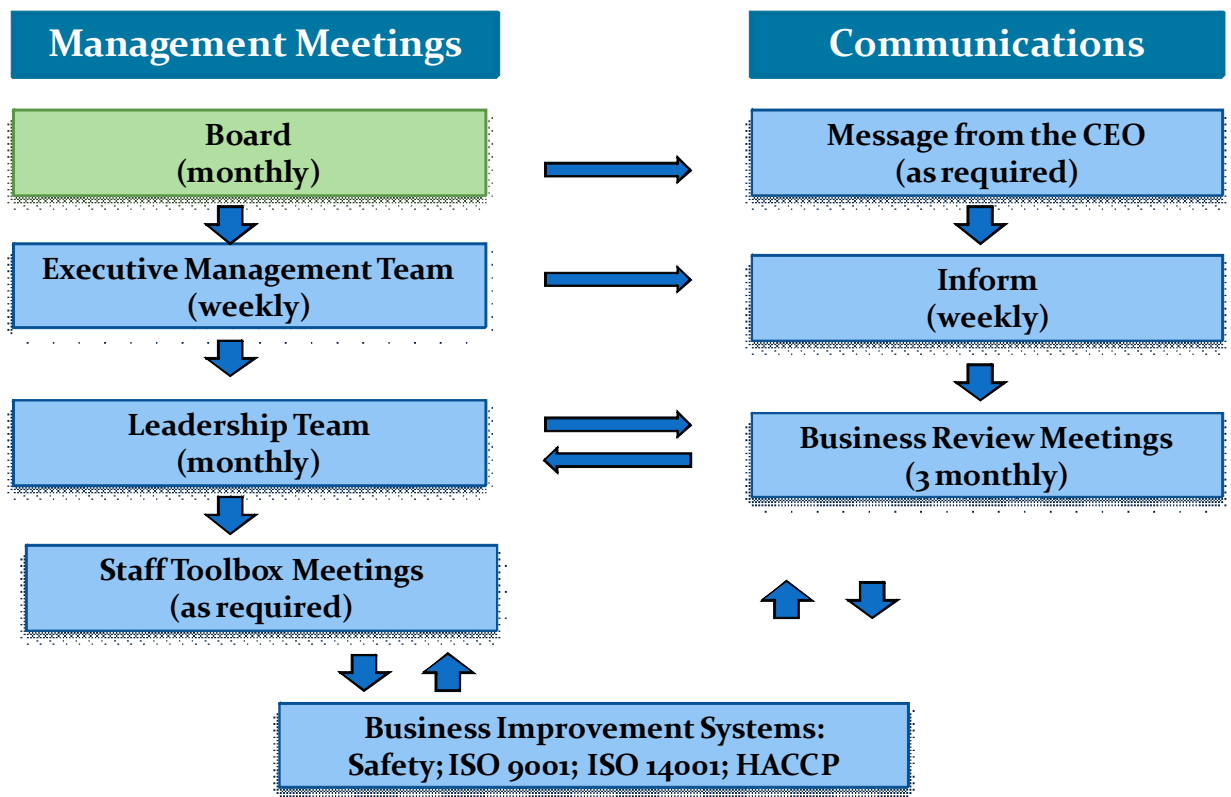 Management Meetings
Communications
Board
(monthly)
Message from the CEO
(as required)
Executive Management Team
(weekly)
Inform
(weekly)
Leadership Team
(monthly)
Business Review Meetings
(3 monthly)
Staff Toolbox Meetings
(as required)
Business Improvement Systems:
Safety; ISO 9001; ISO 14001; HACCP